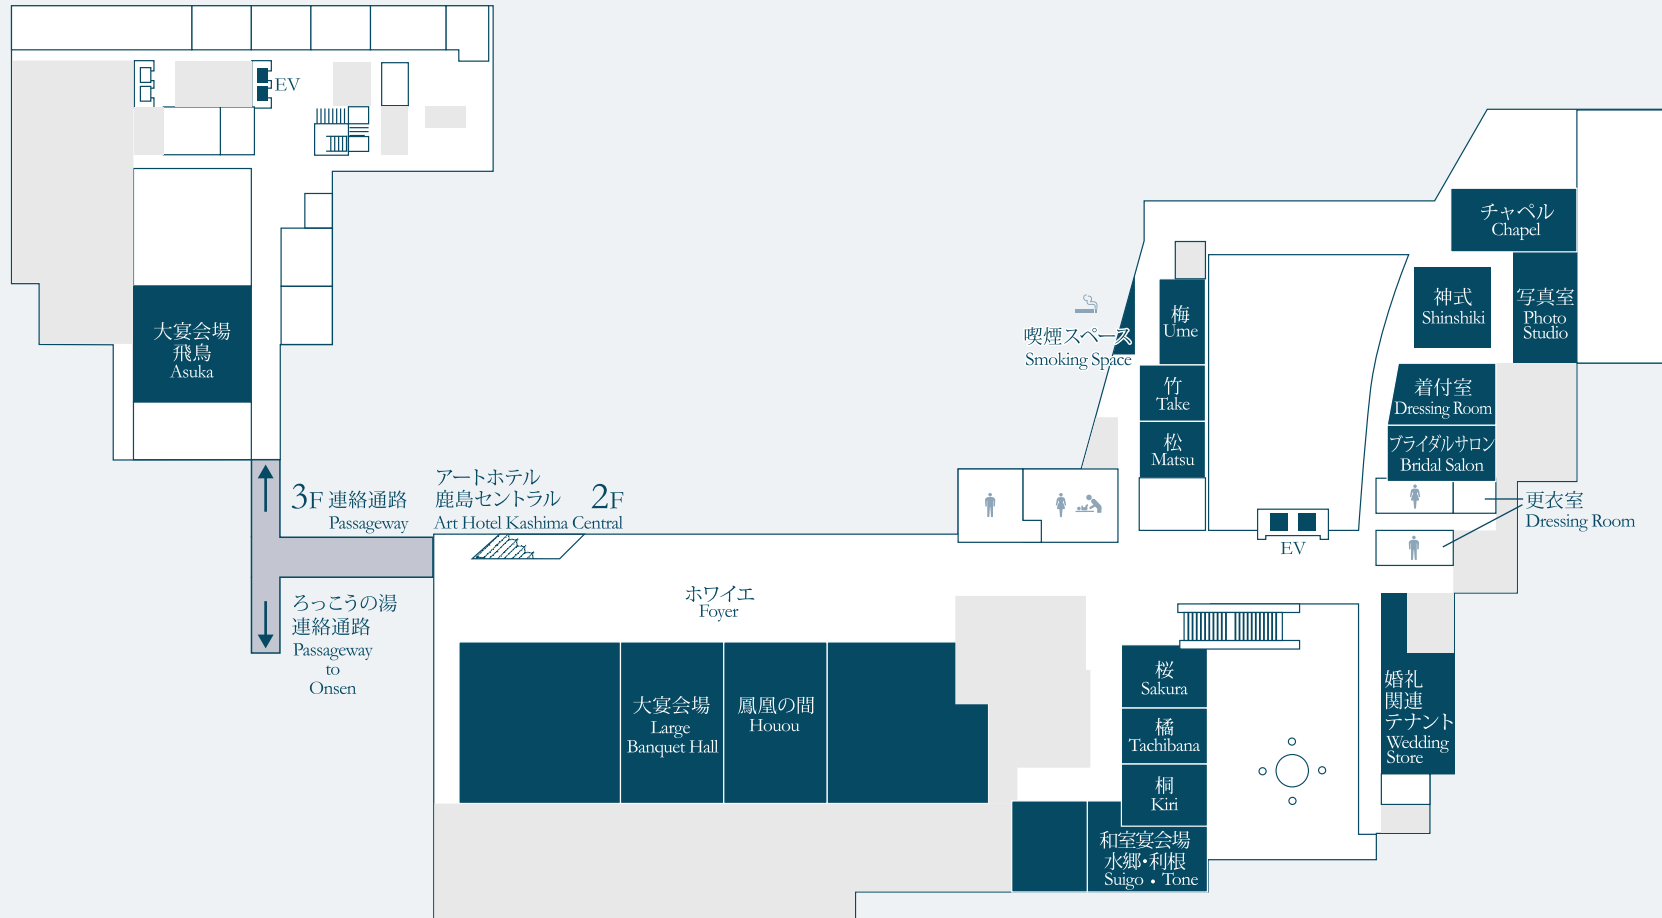 EV
大宴会場
飛鳥
Asuka
3F 連絡通路
Passageway
アートホテル
鹿島セントラル 2F
Art Hotel Kashima Central
ろっこうの湯
連絡通路
Passageway
to
Onsen
ホワイエ
Foyer
大宴会場
Large
Banquet Hall
鳳凰の間
Houou
喫煙スペース
Smoking Space
梅
Ume
竹
Take
松
Matsu
チャペル
Chapel
神式
Shinshiki
写真室
Photo
Studio
着付室
Dressing Room
ブライダルサロン
Bridal Salon
更衣室
Dressing Room
EV
桜
Sakura
橘
Tachibana
桐
Kiri
和室宴会場
水郷・利根
Suigo • Tone
婚礼
関連
テナント
Wedding
Store